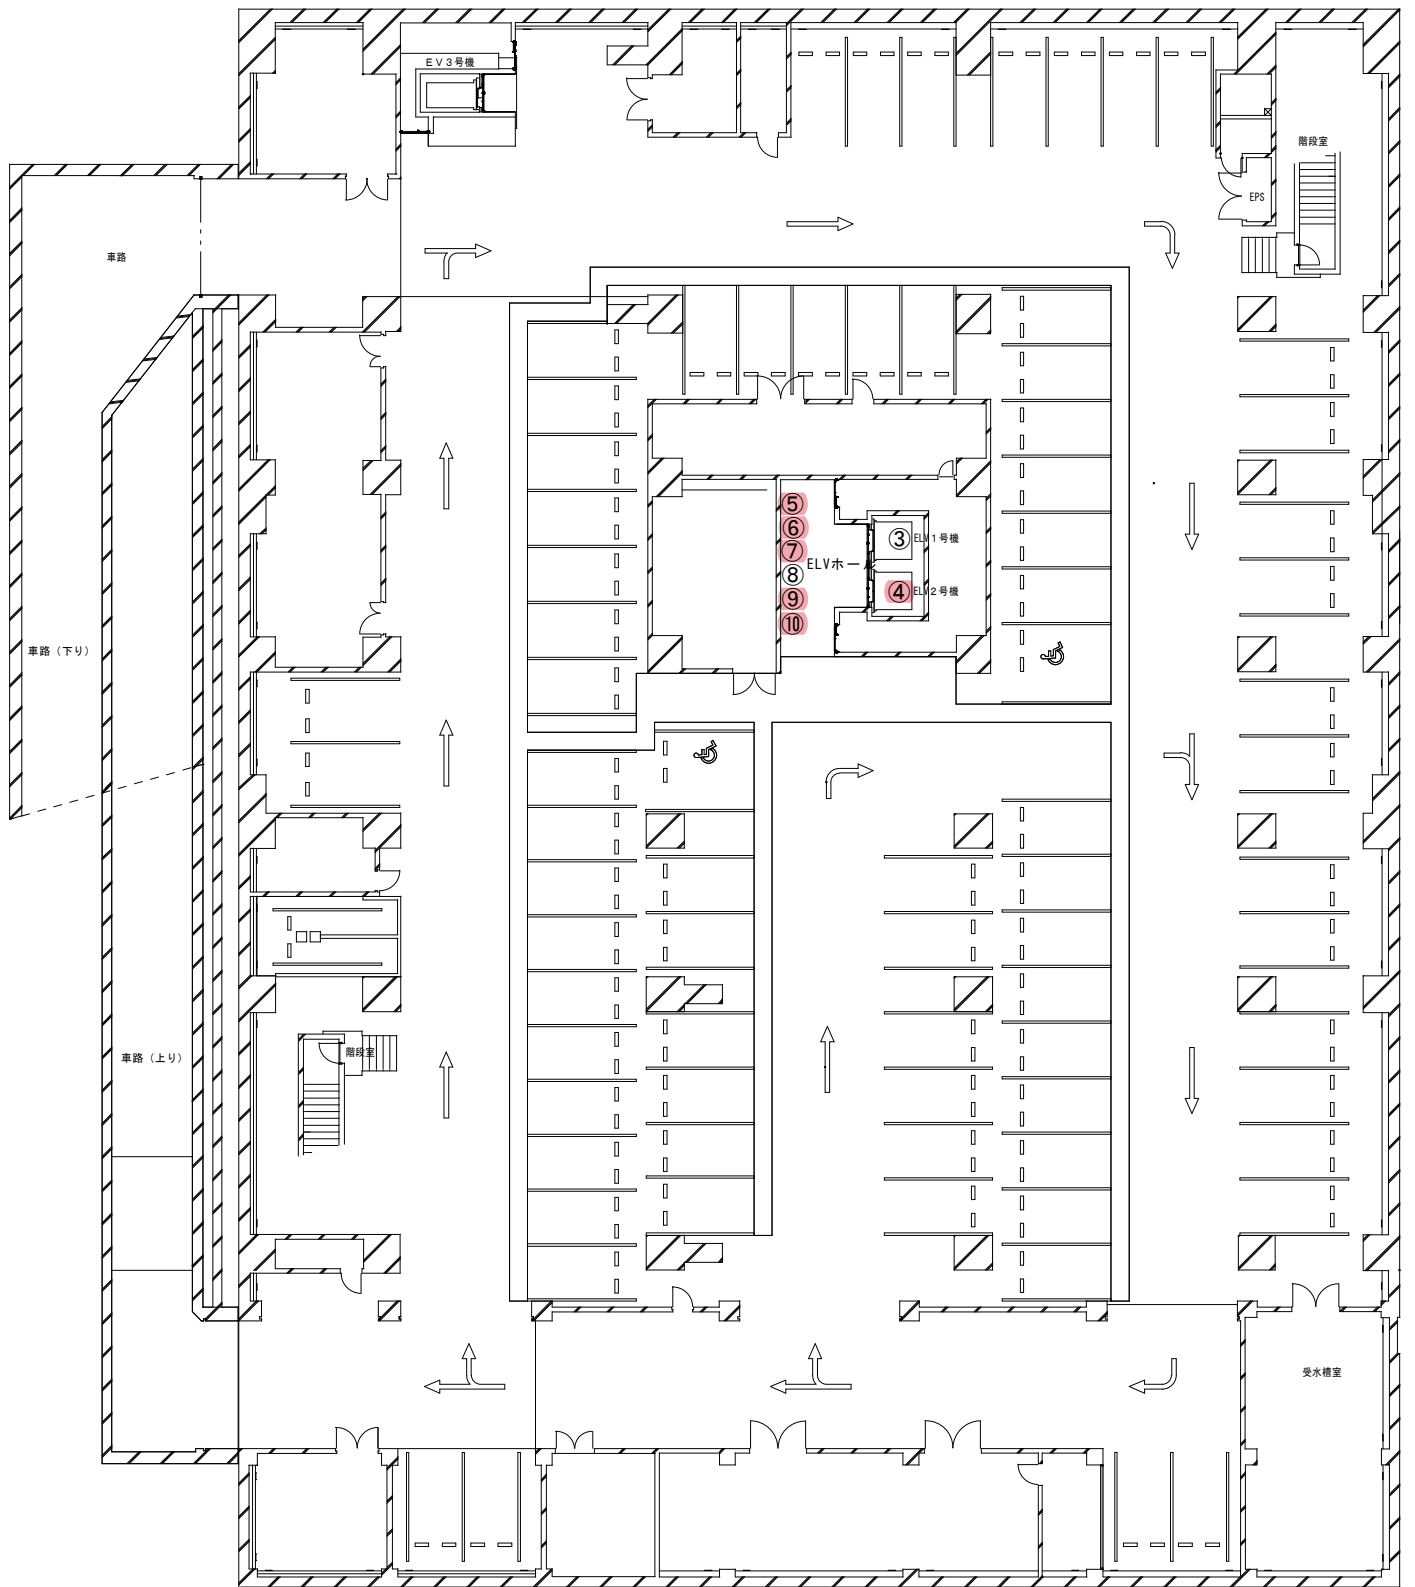 EV3号機
階段室
EPS
車路
⑤
⑥
③ ELV1号機
⑦
ELVホール
⑧
④ ELV2号機
⑨
⑩
車路（下り）
車路（上り）
階段室
受水槽室